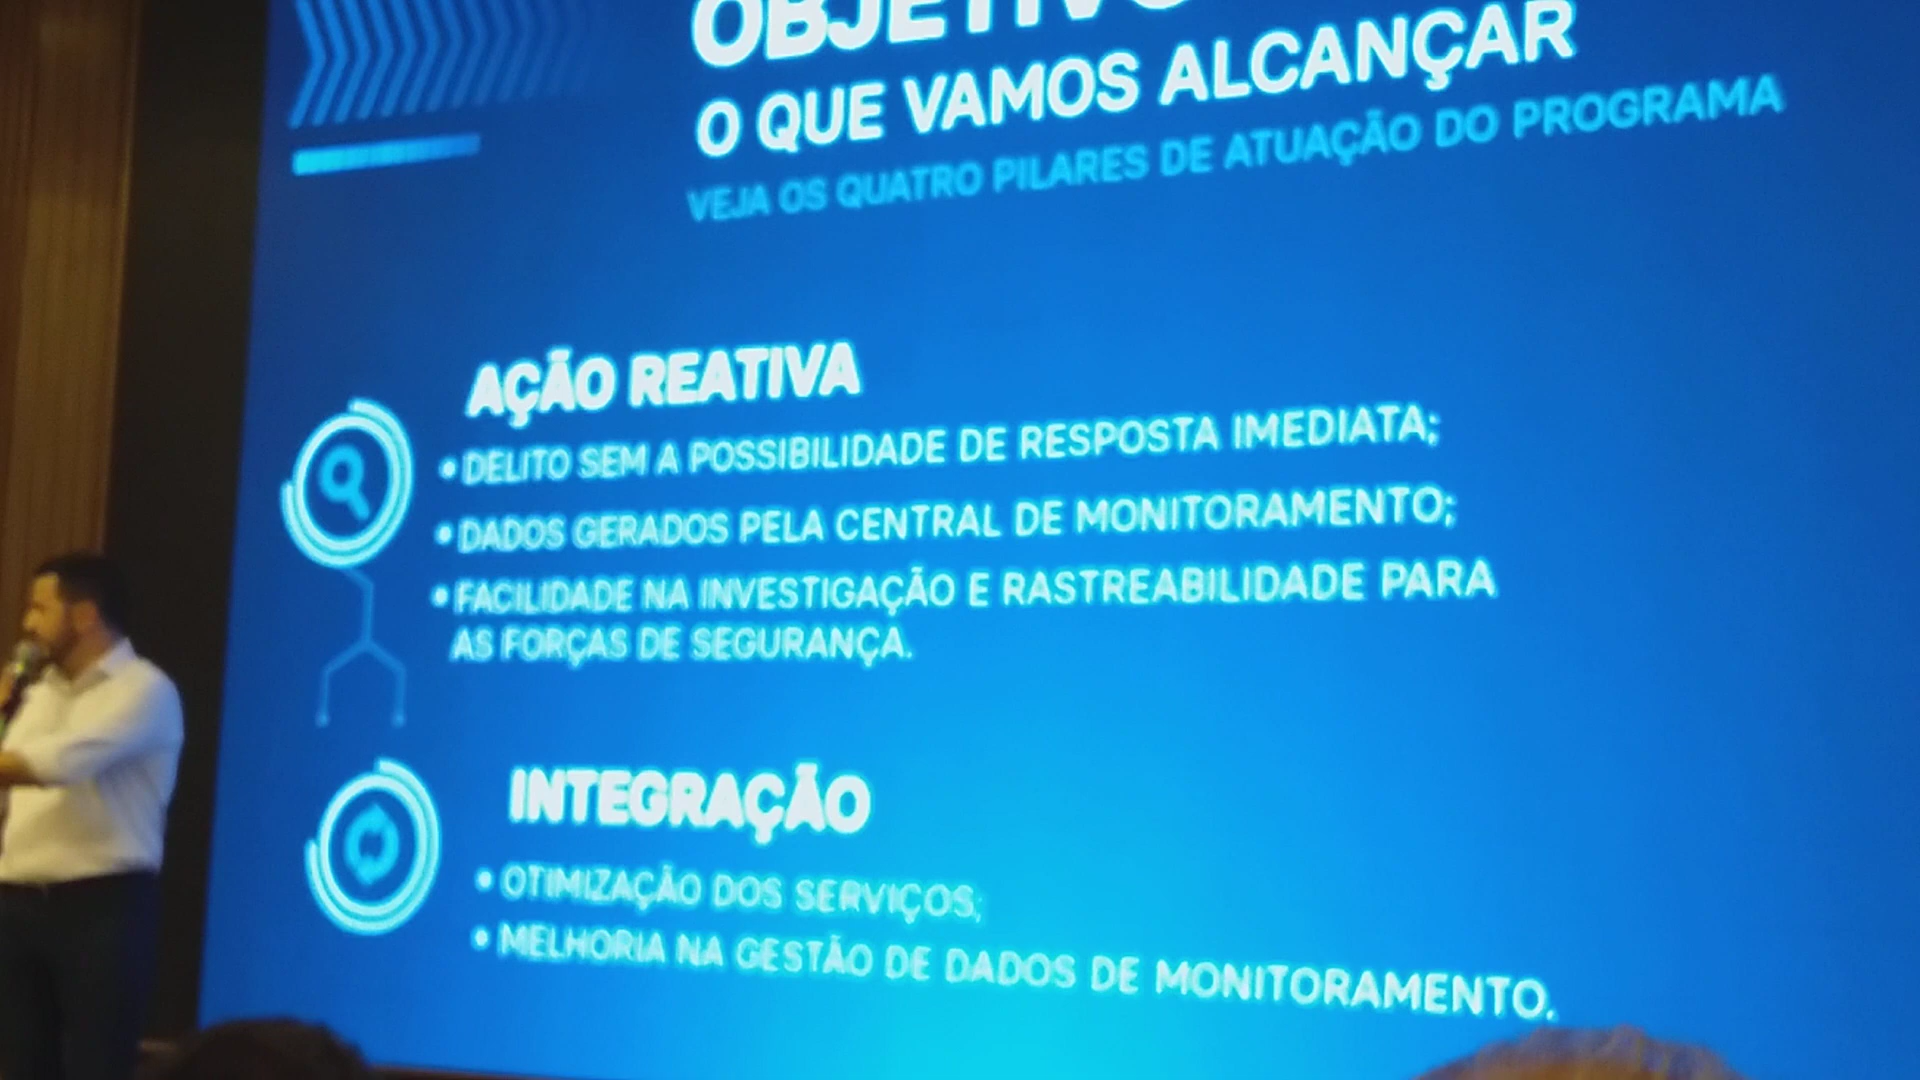 O QUE VAMOS ALCANÇAR
VEJA OS QUATRO PILARES DE ATUAÇÃO DO PROGRAMA
AÇÃO REATIVA
• DELITO SEM A POSSIBILIDADE DE RESPOSTA IMEDIATA;
• DADOS GERADOS PELA CENTRAL DE MONITORAMENTO;
• FACILIDADE NA INVESTIGAÇÃO E RASTREABILIDADE PARA
AS FORÇAS DE SEGURANÇA.
INTEGRAÇÃO
• OTIMIZAÇÃO DOS SERVIÇOS;
• MELHORIA NA GESTÃO DE DADOS DE MONITORAMENTO.